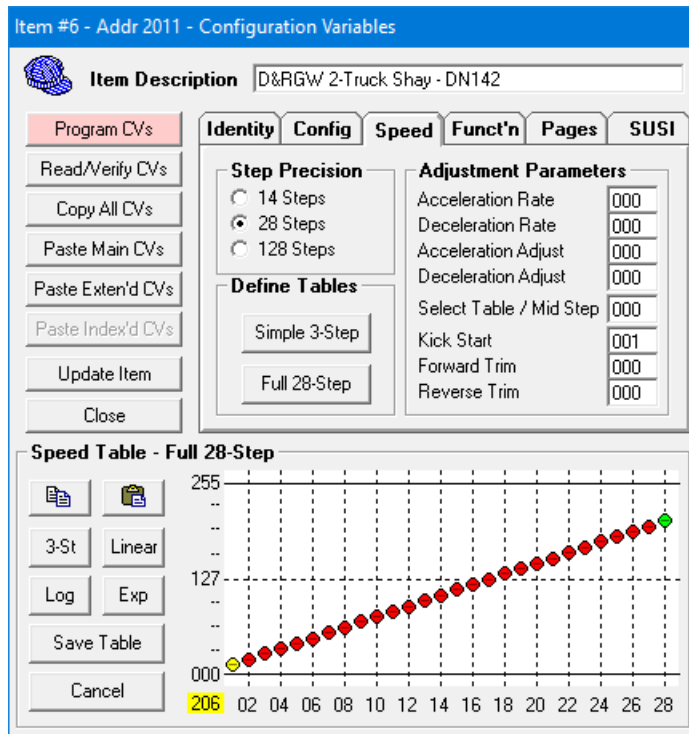 Item #6 - Addr 2011 - Configuration Variables
Item Description D&RGW 2-Truck Shay - DN142
Program CVs
Read/Verify CVs
Copy All CVs
Paste Main CVs
Paste Exten'd CVs
Paste Index'd CVs
Update Item
Close
Identity Config Speed Funct'n Pages SUSI
Step Precision
14 Steps
28 Steps
128 Steps
Define Tables
Simple 3-Step
Full 28-Step
Adjustment Parameters
Acceleration Rate 000
Deceleration Rate 000
Acceleration Adjust 000
Deceleration Adjust 000
Select Table / Mid Step 000
Kick Start 001
Forward Trim 000
Reverse Trim 000
Speed Table - Full 28-Step
3-St Linear
Log Exp
Save Table
Cancel
255
--
--
127
--
--
000
206 02 04 06 08 10 12 14 16 18 20 22 24 26 28